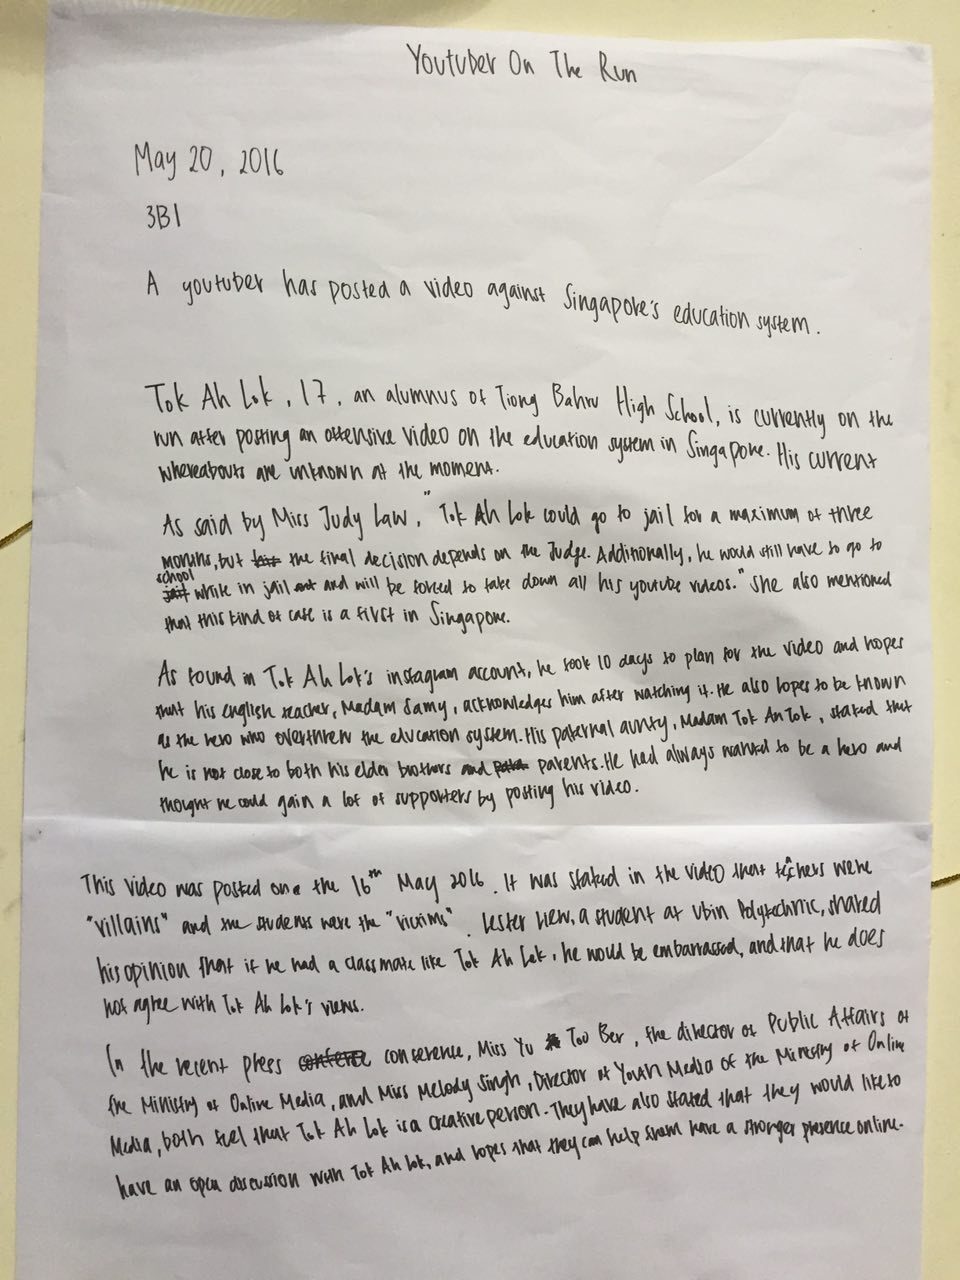 Youtuber On The Run
May 20, 2016
3B1
A youtuber has posted a video against Singapore's education system.
Tok Ah Lok, 17, an alumnus of Tiong Bahru High School, is currently on the
run after posting an offensive video on the education system in Singapore. His current
whereabouts are unknown at the moment.
As said by Miss Judy Law, "Tok Ah Lok could go to jail for a maximum of three
months, but the final decision depends on the Judge. Additionally, he would still have to go to
school while in jail and will be forced to take down all his youtube videos." She also mentioned
that this kind of case is a first in Singapore.
As found in Tok Ah Lok's instagram account, he took 10 days to plan for the video and hopes
that his english teacher, Madam Samy, acknowledges him after watching it. He also hopes to be known
as the hero who overthrew the education system. His paternal aunty, Madam Tok An Tok, stated that
he is not close to both his elder brothers and parents. He had always wanted to be a hero and
thought he could gain a lot of supporters by posting his video.
This video was posted on the 16th May 2016. It was stated in the video that teachers were
"villains" and the students were the "victims". Lester Hew, a student at Ubin Polytechnic, shared
his opinion that if he had a classmate like Tok Ah Lok, he would be embarrassed, and that he does
not agree with Tok Ah Lok's views.
In the recent press conference, Miss Yu Too Ber, the director of Public Affairs of
the Ministry of Online Media, and Miss Melody Singh, Director of Youth Media of the Ministry of Online
Media, both feel that Tok Ah Lok is a creative person. They have also stated that they would like to
have an open discussion with Tok Ah Lok, and hopes that they can help them have a stronger presence online.